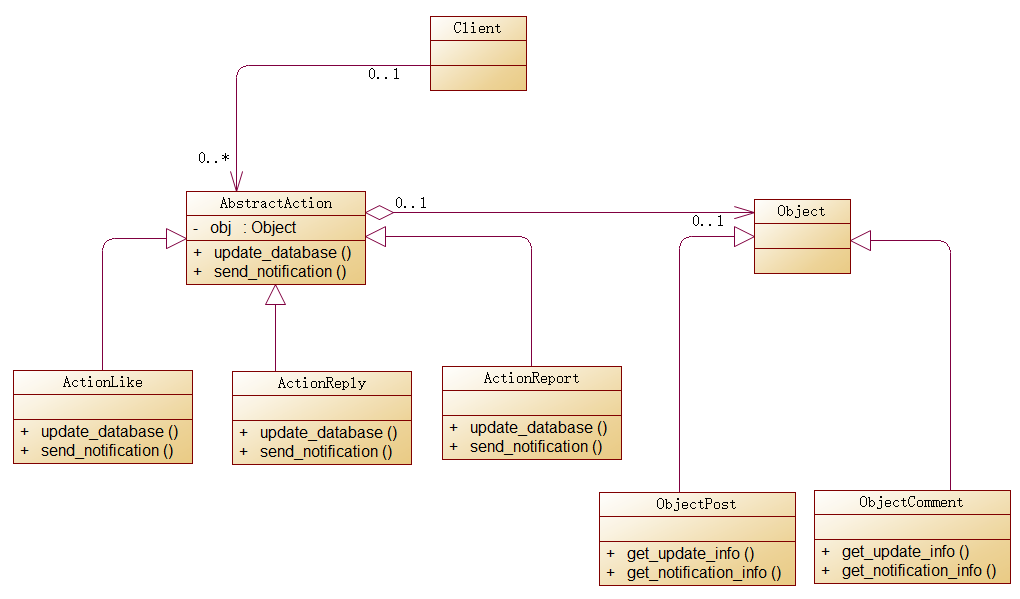 Client
0..1
0..*
AbstractAction
- obj : Object
+ update_database ()
+ send_notification ()
0..1
0..1
Object
ActionLike
+ update_database ()
+ send_notification ()
ActionReply
+ update_database ()
+ send_notification ()
ActionReport
+ update_database ()
+ send_notification ()
ObjectPost
+ get_update_info ()
+ get_notification_info ()
ObjectComment
+ get_update_info ()
+ get_notification_info ()